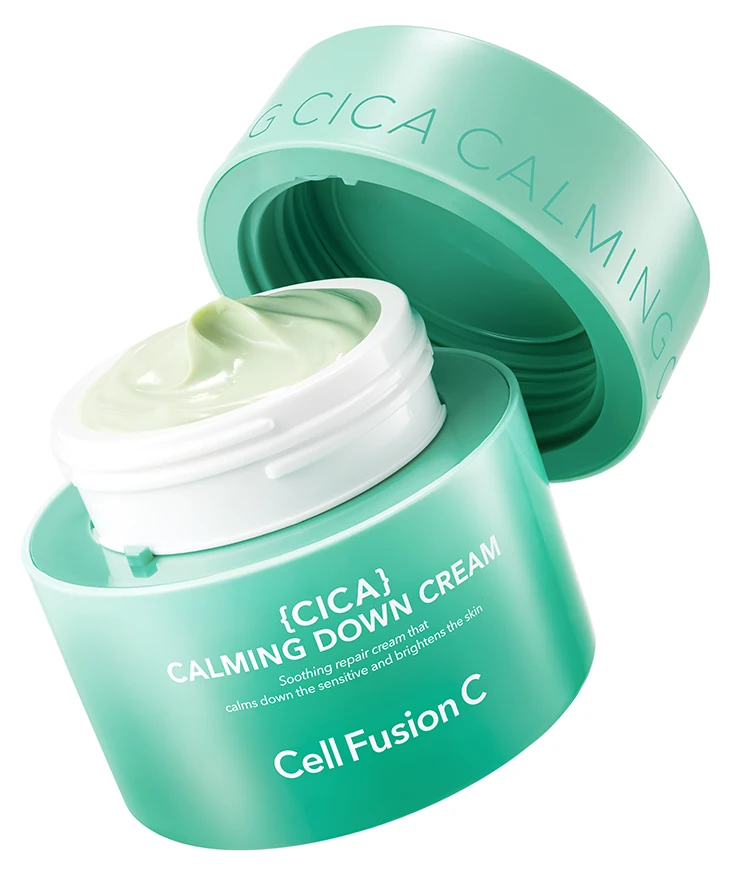 G CICA CALMING C
{CICA}
CALMING DOWN CREAM
Soothing repair cream that
calms down the sensitive and brightens the skin
Cell Fusion C